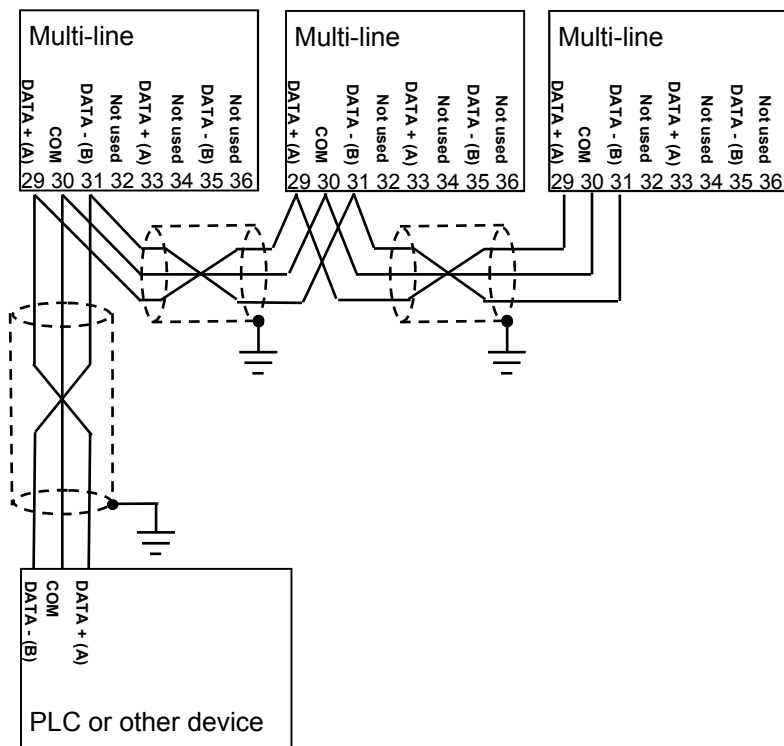 Multi-line
DATA + (A)
COM
DATA - (B)
Not used
DATA + (A)
Not used
DATA - (B)
Not used
29 30 31 32 33 34 35 36
Multi-line
DATA + (A)
COM
DATA - (B)
Not used
DATA + (A)
Not used
DATA - (B)
Not used
29 30 31 32 33 34 35 36
Multi-line
DATA + (A)
COM
DATA - (B)
Not used
DATA + (A)
Not used
DATA - (B)
Not used
29 30 31 32 33 34 35 36
DATA - (B)
COM
DATA + (A)
PLC or other device